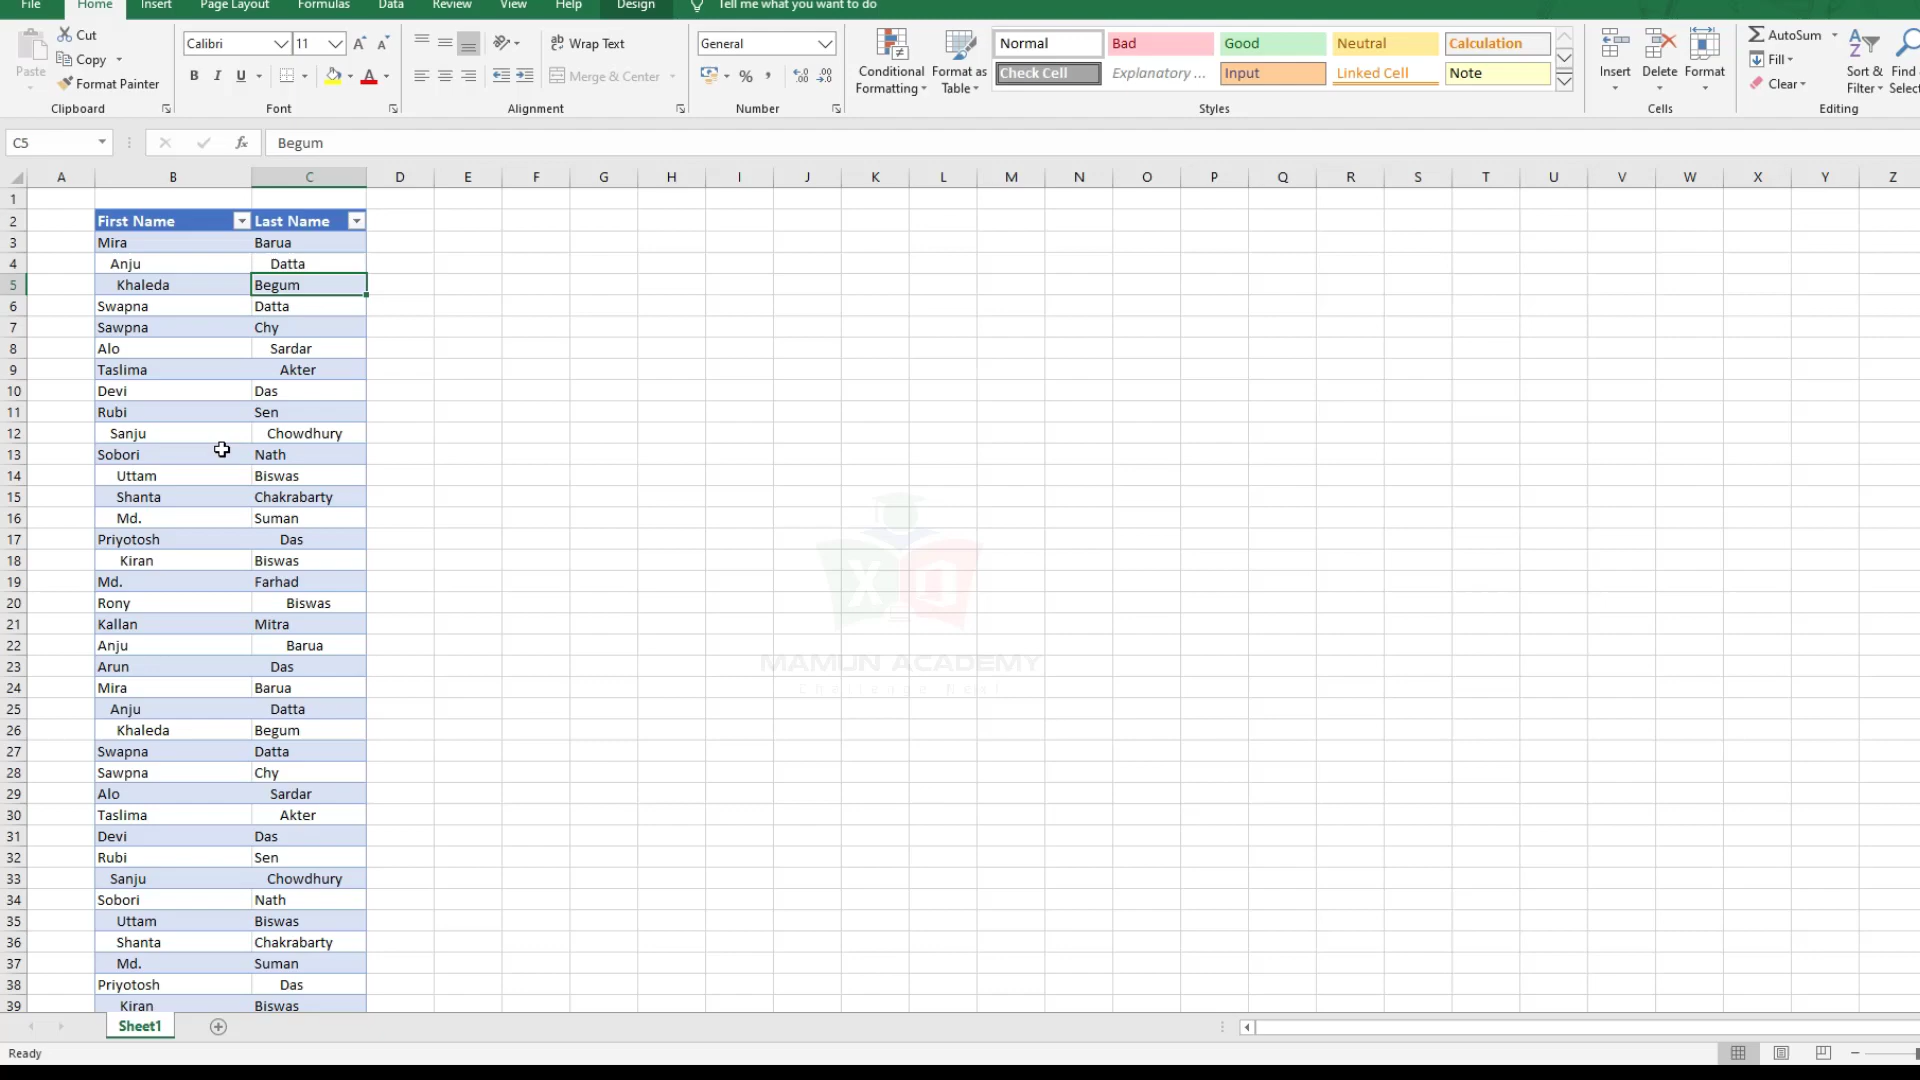 File Home Insert Page Layout Formulas Data Review View Help Design Tell me what you want to do
Paste Cut Copy Format Painter Clipboard
Calibri 11 B I U Font
Wrap Text Merge & Center Alignment
General % , Number
Conditional Formatting Format as Table
Normal Bad Good Neutral Calculation
Check Cell Explanatory ... Input Linked Cell Note
Styles
Insert Delete Format Cells
AutoSum Fill Clear Sort & Filter Find Select Editing
C5 fx Begum
A B C D E F G H I J K L M N O P Q R S T U V W X Y Z
1
2 First Name Last Name
3 Mira Barua
4 Anju Datta
5 Khaleda Begum
6 Swapna Datta
7 Sawpna Chy
8 Alo Sardar
9 Taslima Akter
10 Devi Das
11 Rubi Sen
12 Sanju Chowdhury
13 Sobori Nath
14 Uttam Biswas
15 Shanta Chakrabarty
16 Md. Suman
17 Priyotosh Das
18 Kiran Biswas
19 Md. Farhad
20 Rony Biswas
21 Kallan Mitra
22 Anju Barua
23 Arun Das
24 Mira Barua
25 Anju Datta
26 Khaleda Begum
27 Swapna Datta
28 Sawpna Chy
29 Alo Sardar
30 Taslima Akter
31 Devi Das
32 Rubi Sen
33 Sanju Chowdhury
34 Sobori Nath
35 Uttam Biswas
36 Shanta Chakrabarty
37 Md. Suman
38 Priyotosh Das
39 Kiran Biswas
MAMUN ACADEMY
Sheet1
Ready